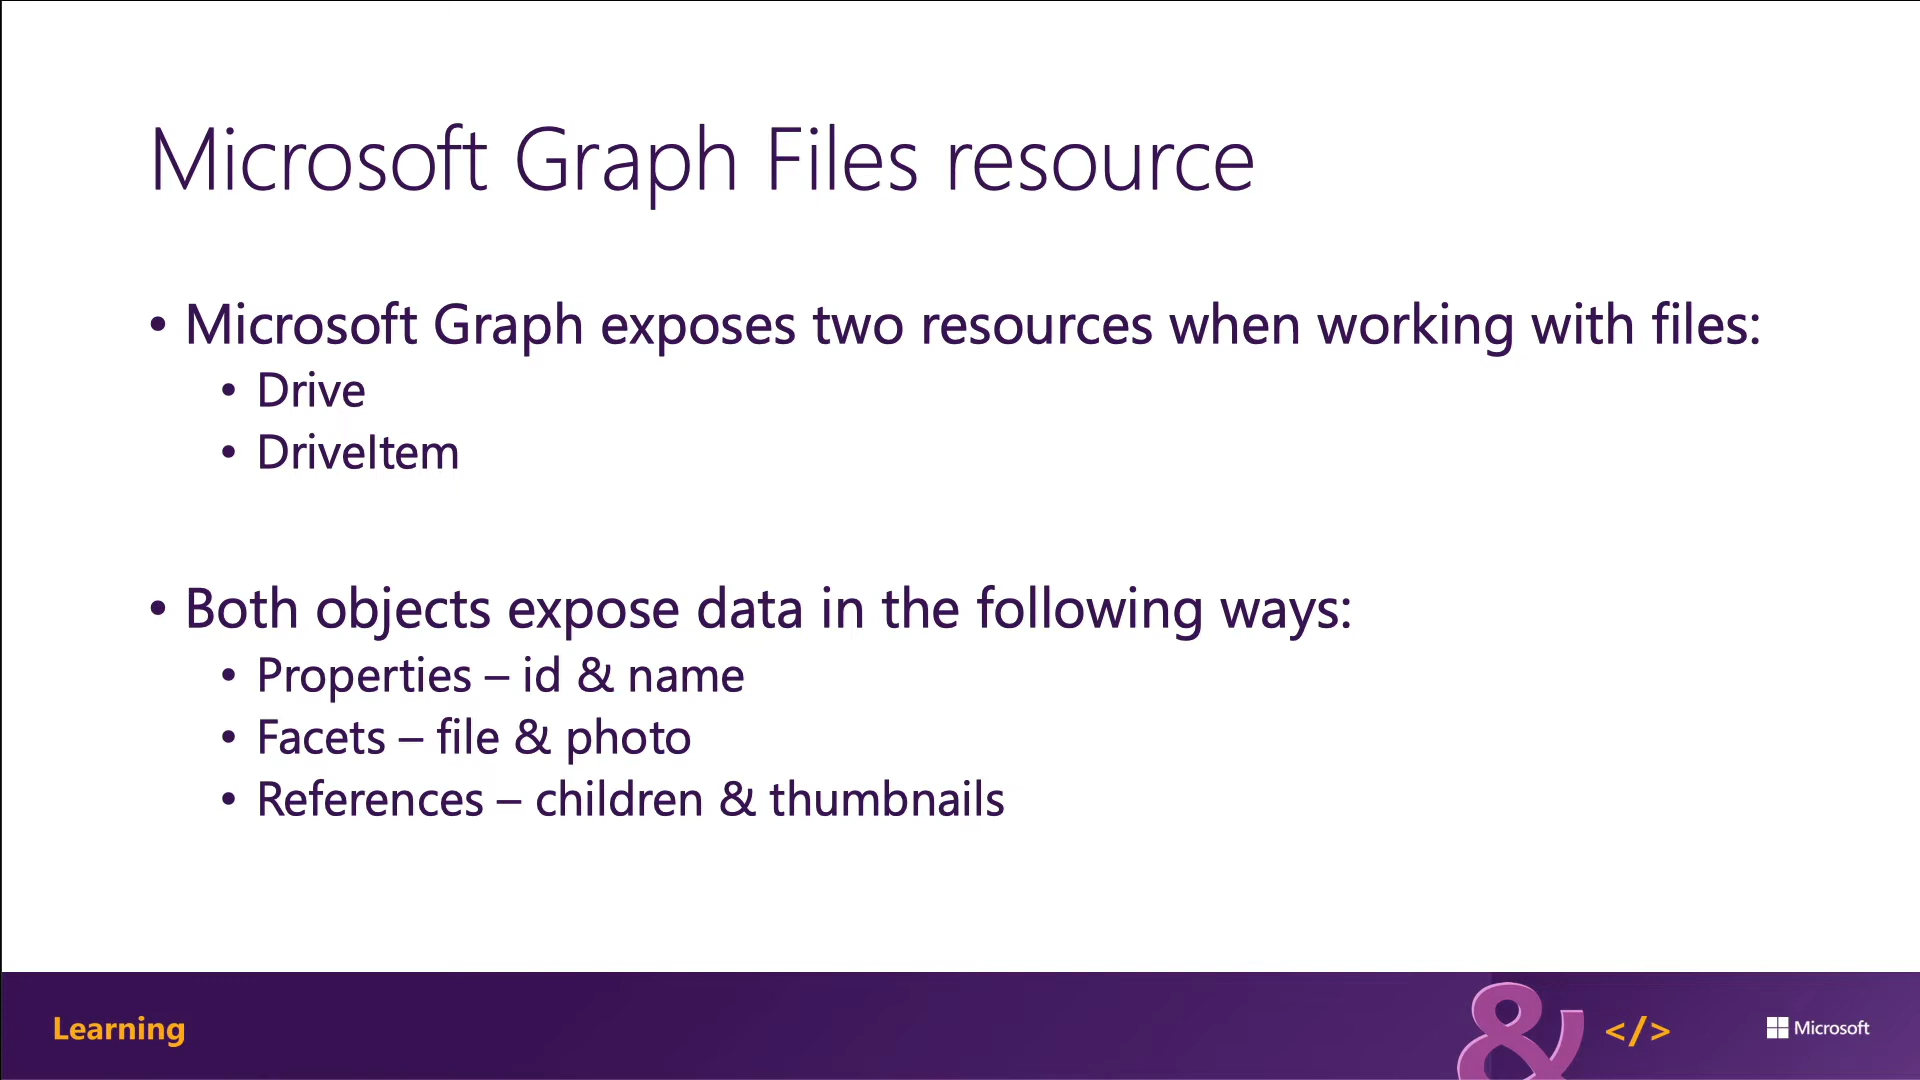 Microsoft Graph Files resource
• Microsoft Graph exposes two resources when working with files:
• Drive
• DriveItem
• Both objects expose data in the following ways:
• Properties – id & name
• Facets – file & photo
• References – children & thumbnails
Learning
& </>
Microsoft